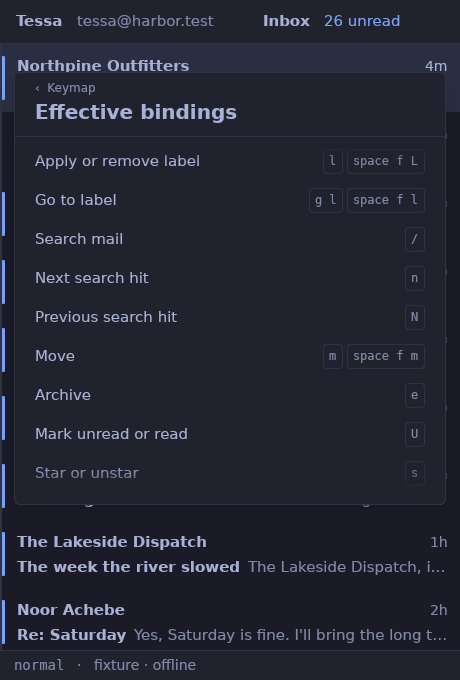 Tessa tessa@harbor.test Inbox 26 unread
Northpine Outfitters 4m
‹ Keymap
Effective bindings
Apply or remove label l space f L
Go to label g l space f l
Search mail /
Next search hit n
Previous search hit N
Move m space f m
Archive e
Mark unread or read U
Star or unstar s
The Lakeside Dispatch 1h
The week the river slowed The Lakeside Dispatch, i…
Noor Achebe 2h
Re: Saturday Yes, Saturday is fine. I'll bring the long t…
normal · fixture · offline